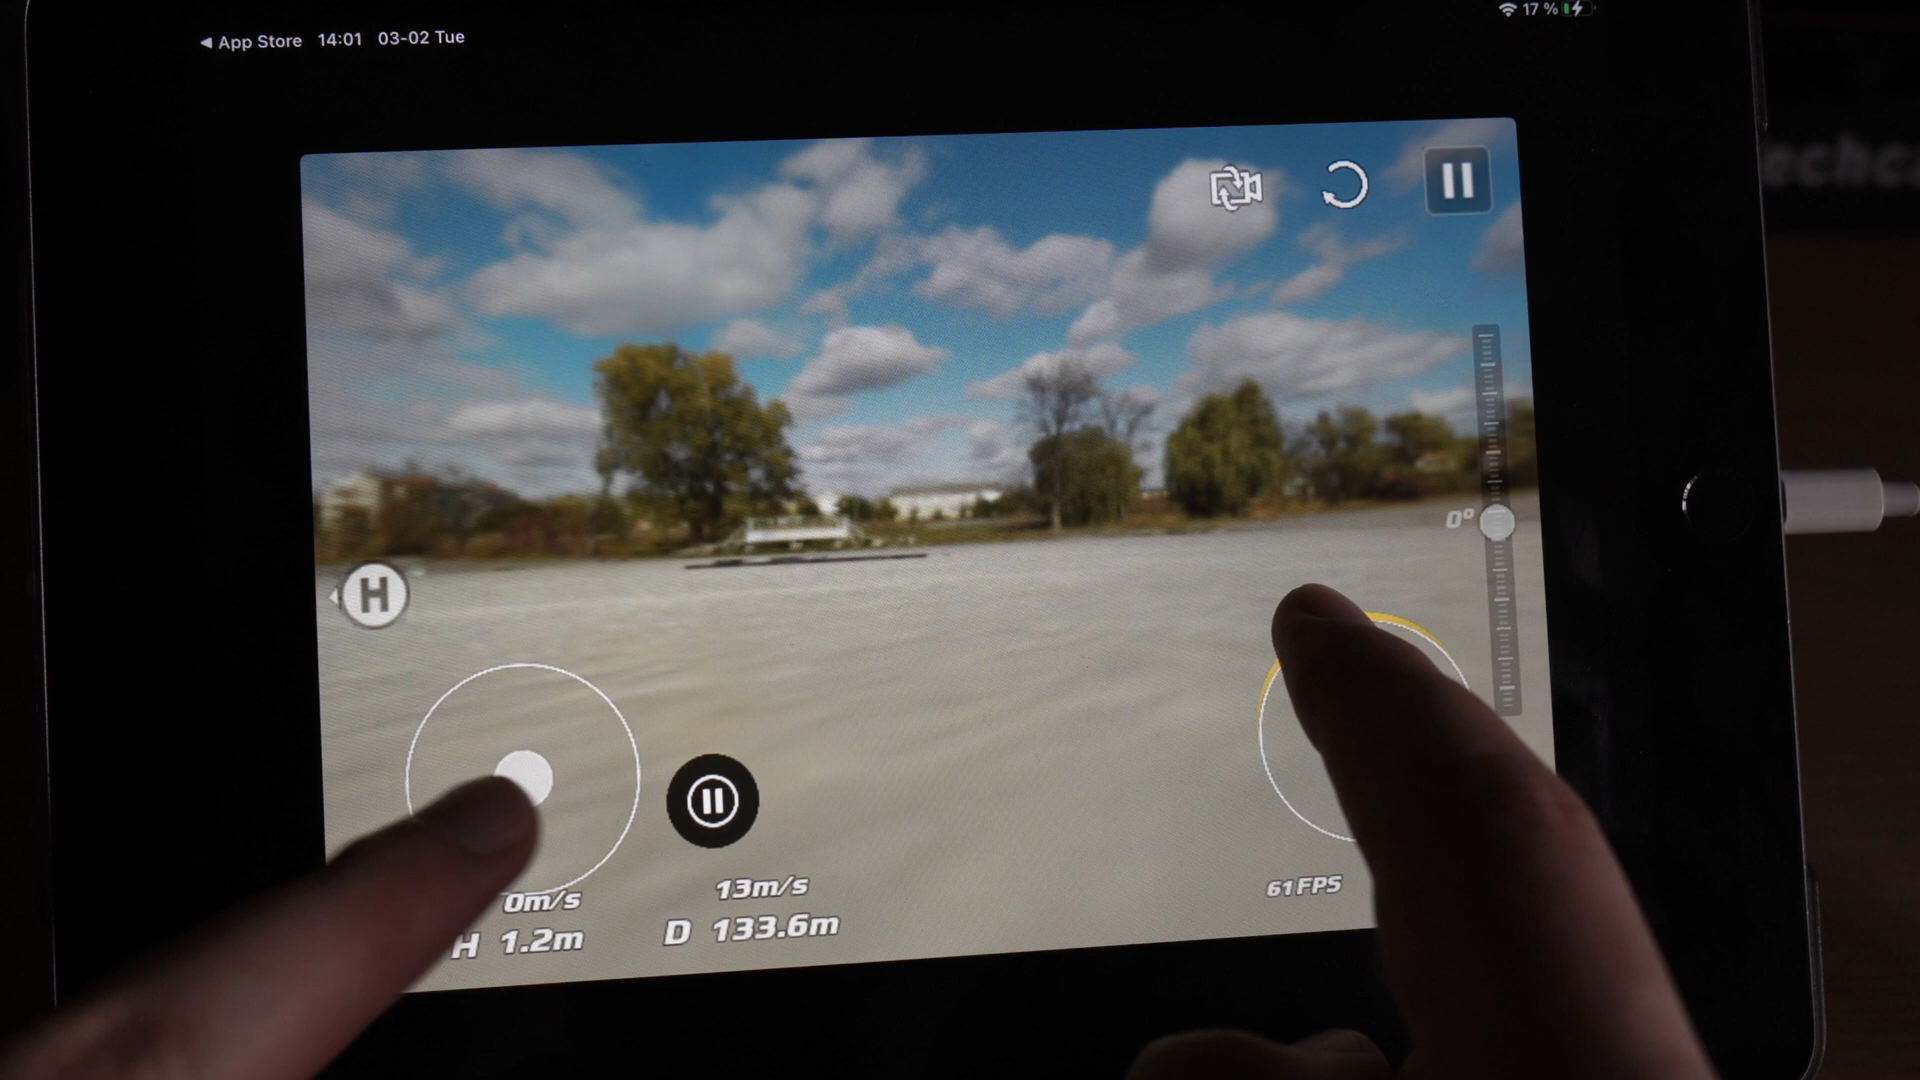 ◀ App Store 14:01 03-02 Tue
17 %
0°
H
0m/s
13m/s
H 1.2m
D 133.6m
61FPS